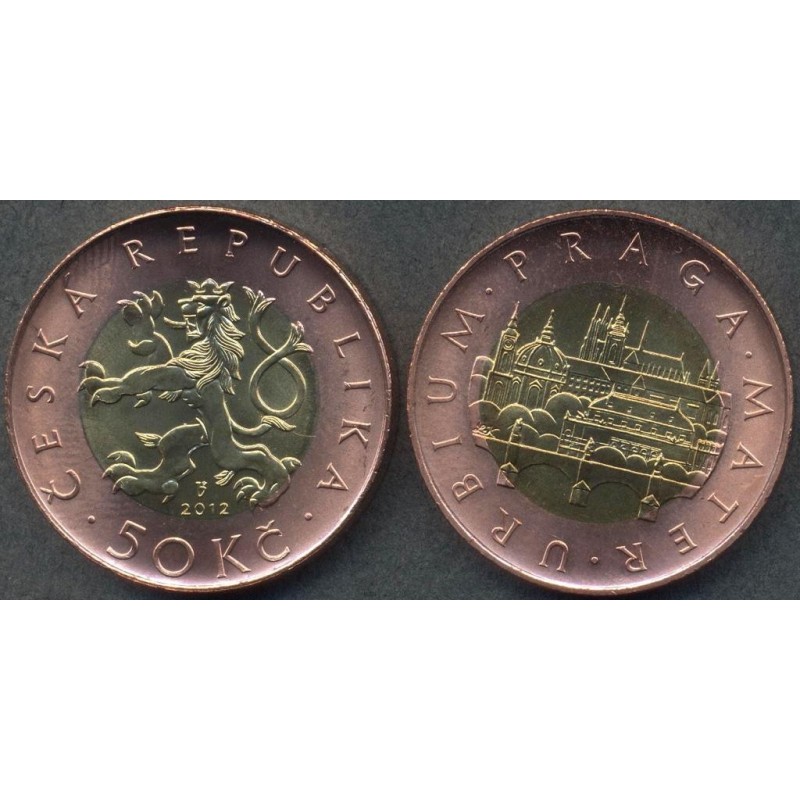 ČESKÁ REPUBLIKA
2012
· 50 KČ ·
PRAGA · MATER · URBIUM ·